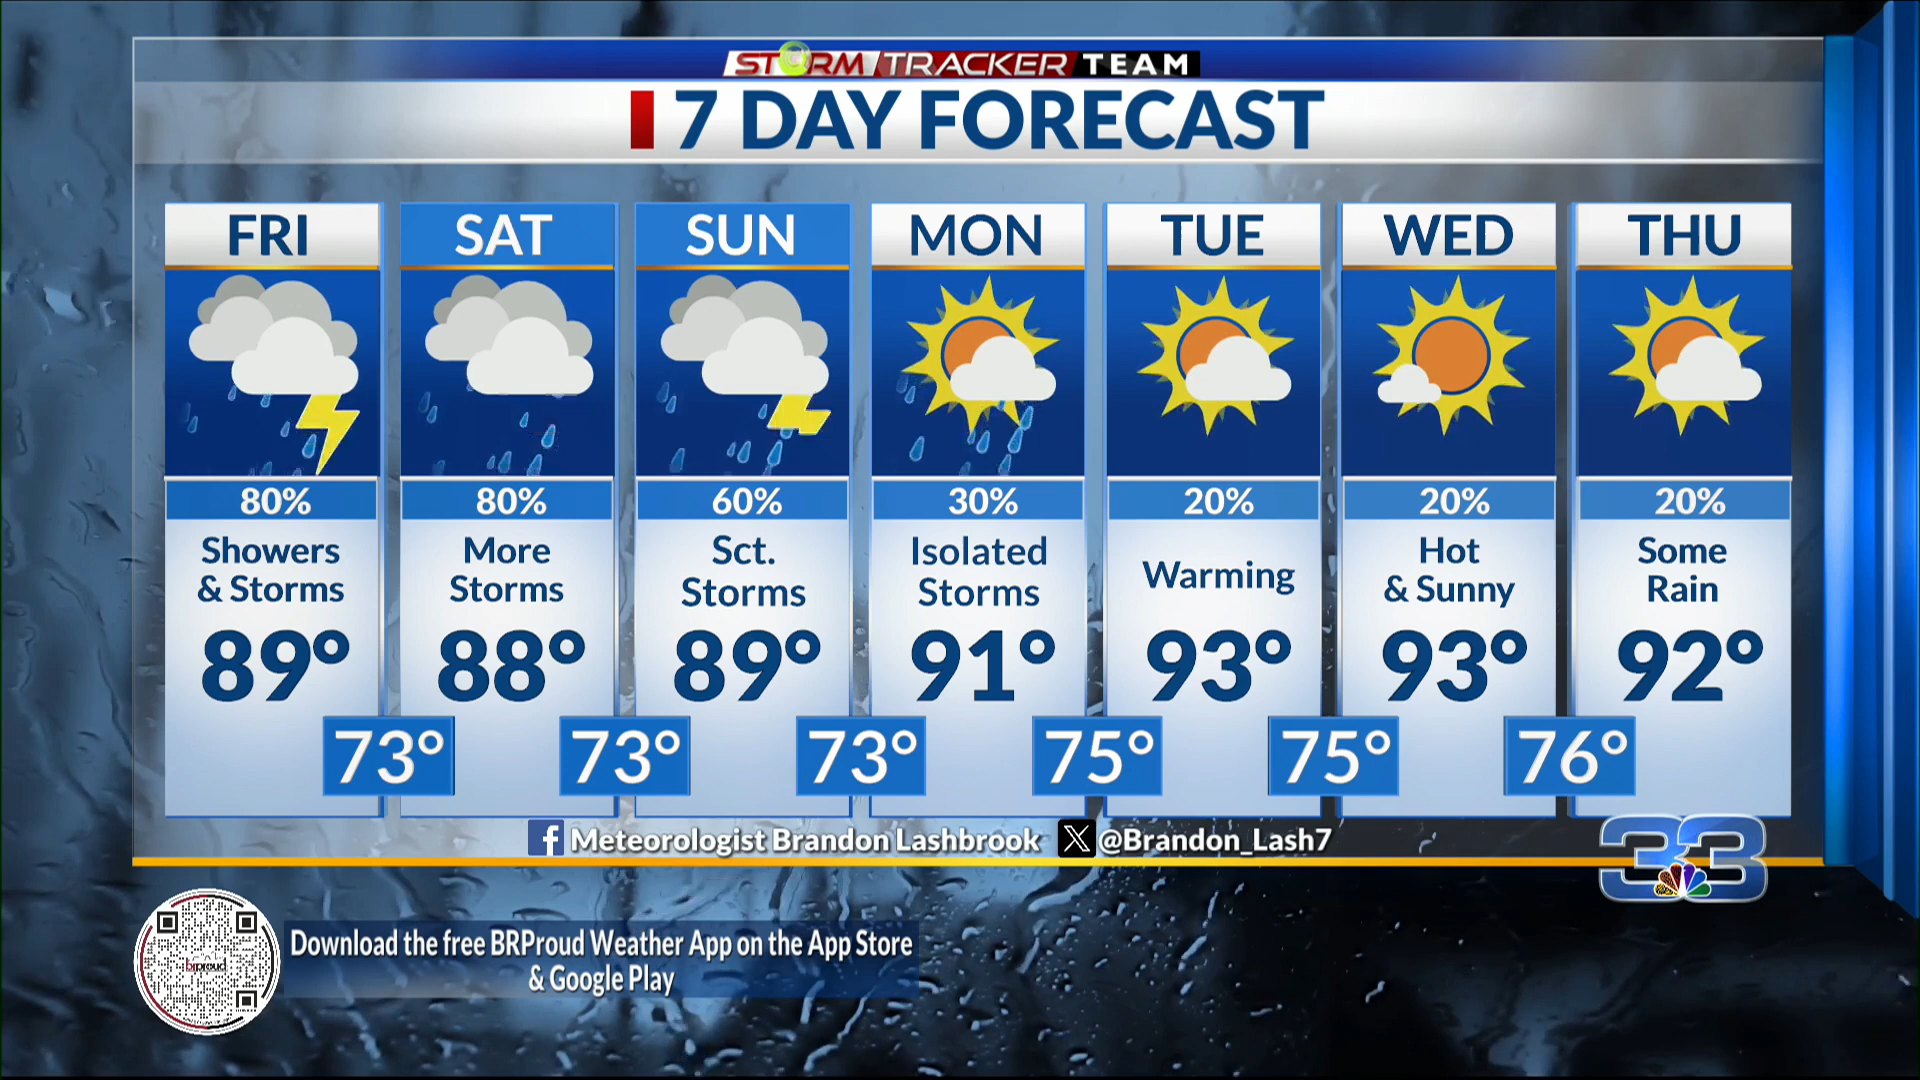 STORM TRACKER TEAM
7 DAY FORECAST
FRI SAT SUN MON TUE WED THU
80% 80% 60% 30% 20% 20% 20%
Showers
& Storms
More
Storms
Sct.
Storms
Isolated
Storms
Warming
Hot
& Sunny
Some
Rain
89° 88° 89° 91° 93° 93° 92°
73° 73° 73° 75° 75° 76°
Meteorologist Brandon Lashbrook @Brandon_Lash7
33
brproud
Download the free BRProud Weather App on the App Store
& Google Play